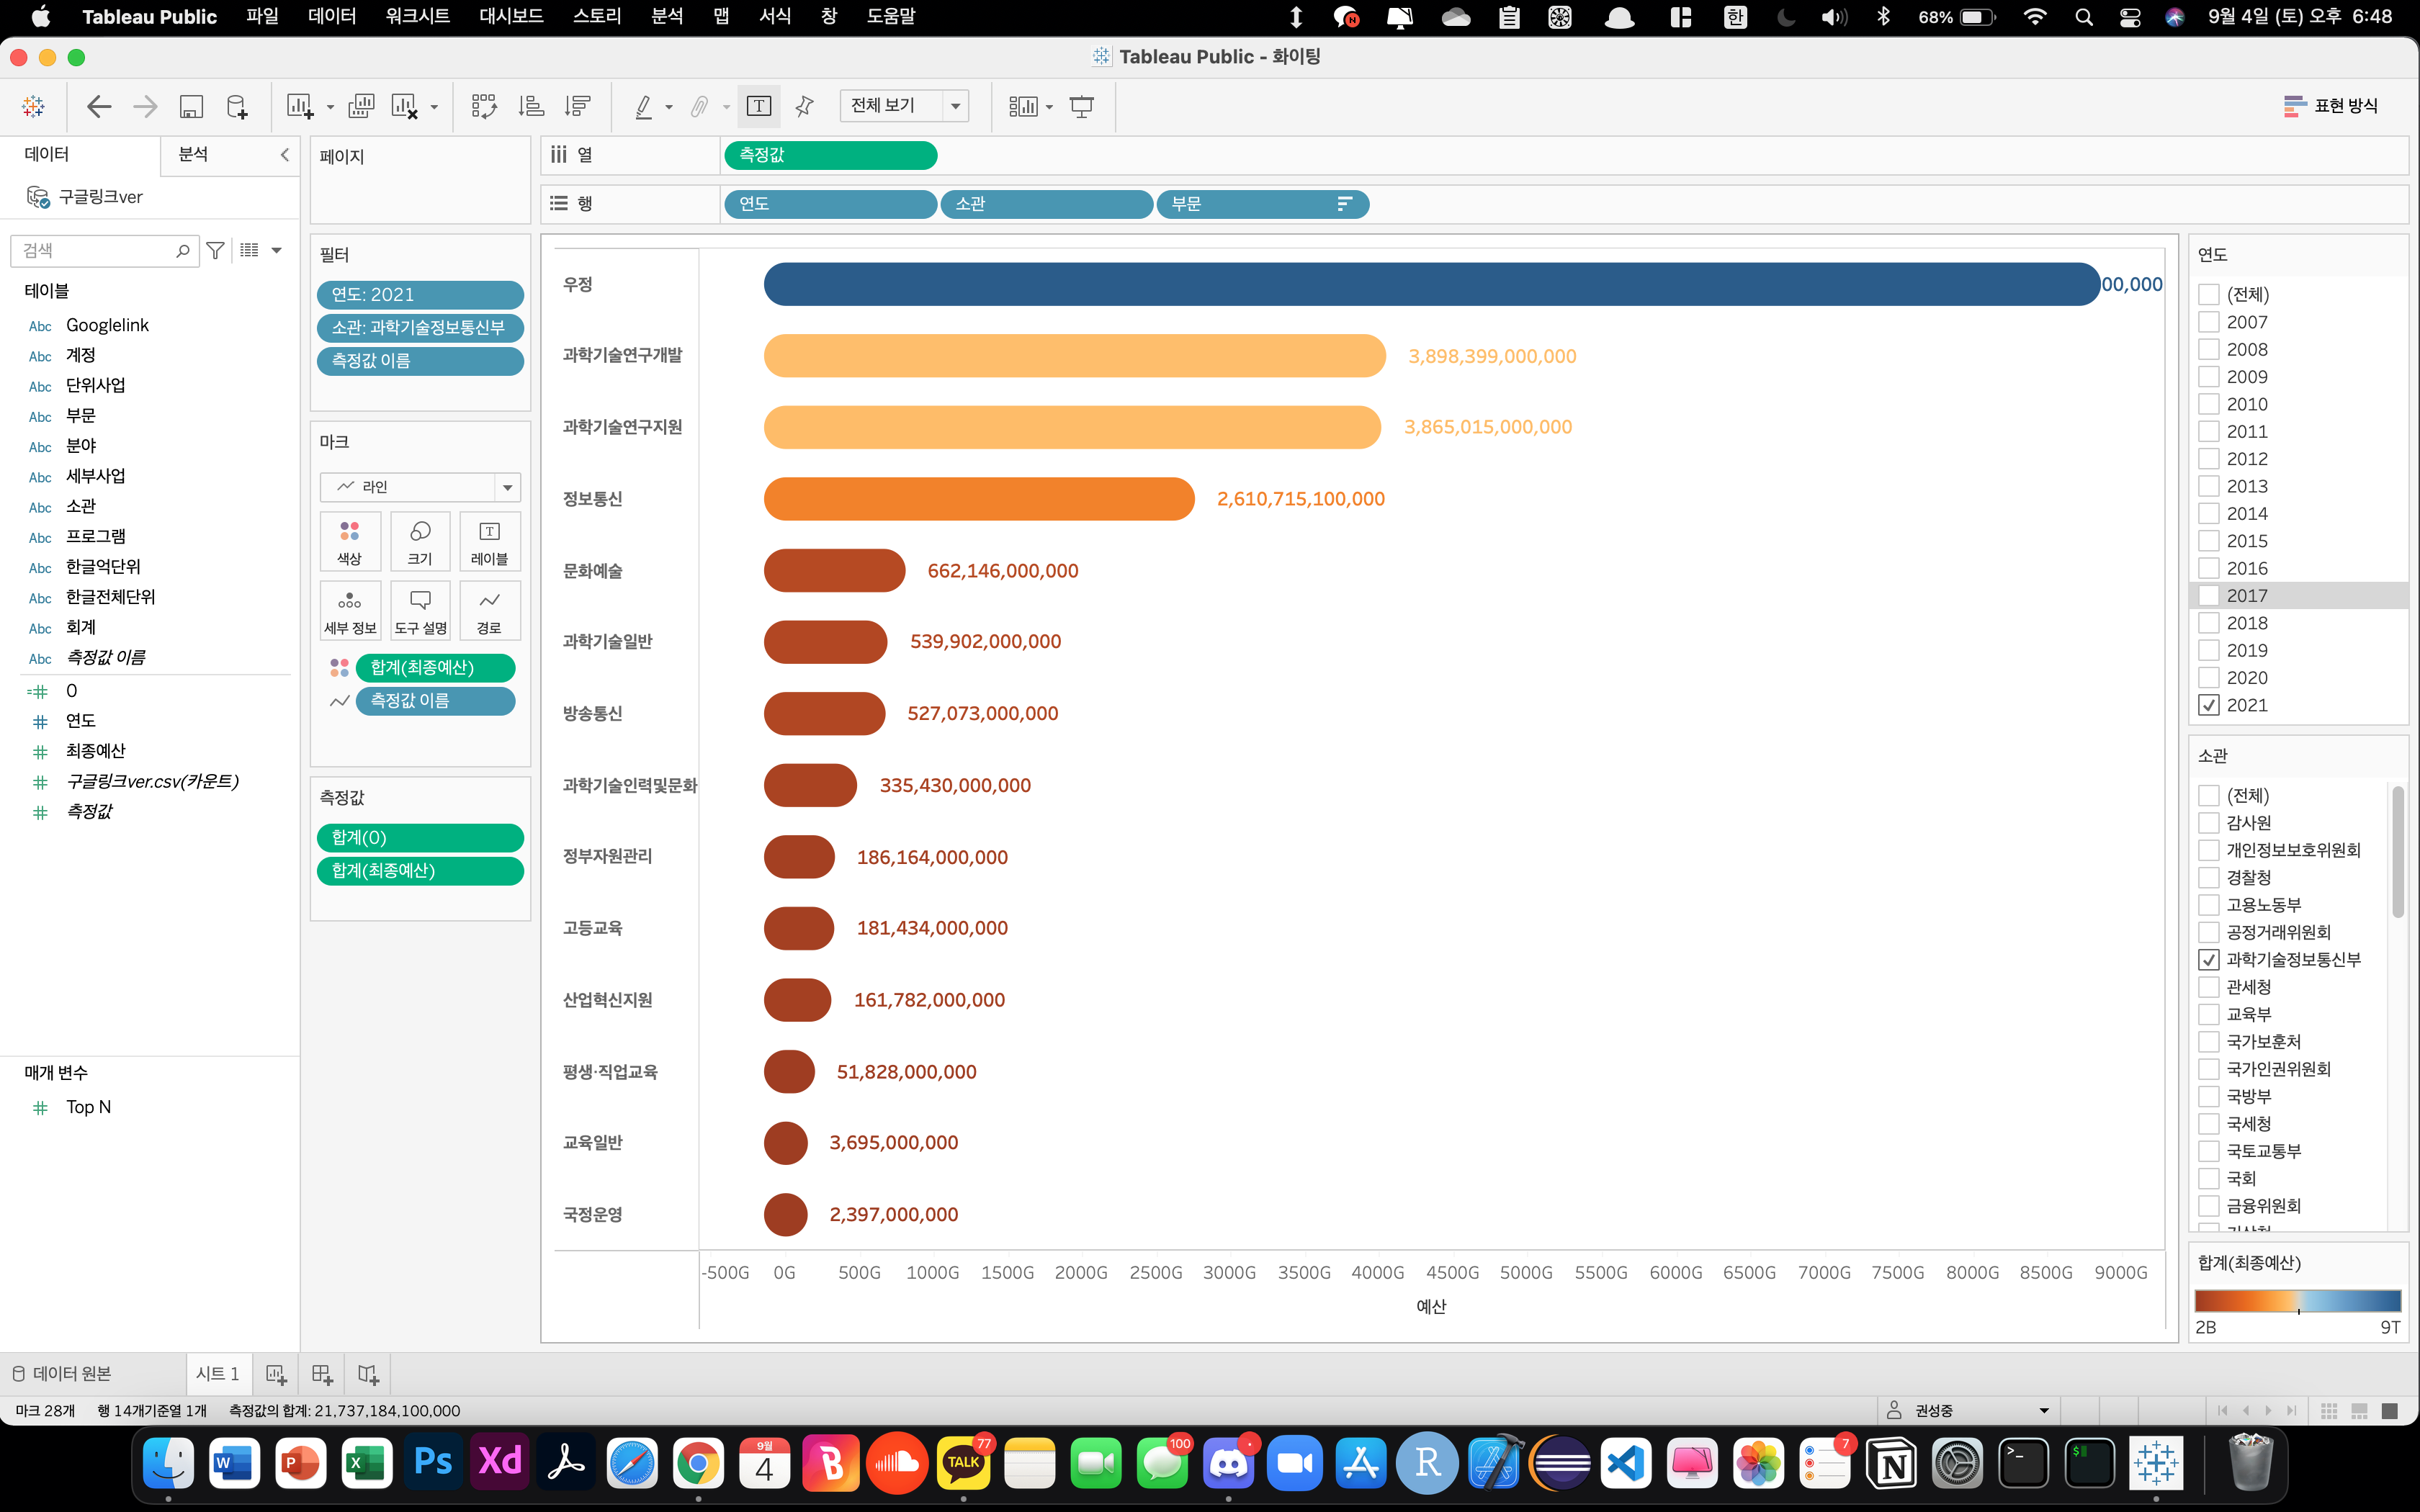 Tableau Public 파일 데이터 워크시트 대시보드 스토리 분석 맵 서식 창 도움말 한 68% 9월 4일 (토) 오후 6:48
Tableau Public - 화이팅
전체 보기
표현 방식
데이터 분석
구글링크ver
검색
테이블
Abc Googlelink
Abc 계정
Abc 단위사업
Abc 부문
Abc 분야
Abc 세부사업
Abc 소관
Abc 프로그램
Abc 한글억단위
Abc 한글전체단위
Abc 회계
Abc 측정값 이름
=# 0
# 연도
# 최종예산
# 구글링크ver.csv(카운트)
# 측정값
매개 변수
# Top N
페이지
필터
연도: 2021
소관: 과학기술정보통신부
측정값 이름
마크
라인
색상 크기 레이블
세부 정보 도구 설명 경로
합계(최종예산)
측정값 이름
측정값
합계(0)
합계(최종예산)
열 측정값
행 연도 소관 부문
우정 00,000
과학기술연구개발 3,898,399,000,000
과학기술연구지원 3,865,015,000,000
정보통신 2,610,715,100,000
문화예술 662,146,000,000
과학기술일반 539,902,000,000
방송통신 527,073,000,000
과학기술인력및문화 335,430,000,000
정부자원관리 186,164,000,000
고등교육 181,434,000,000
산업혁신지원 161,782,000,000
평생·직업교육 51,828,000,000
교육일반 3,695,000,000
국정운영 2,397,000,000
-500G 0G 500G 1000G 1500G 2000G 2500G 3000G 3500G 4000G 4500G 5000G 5500G 6000G 6500G 7000G 7500G 8000G 8500G 9000G
예산
연도
(전체)
2007
2008
2009
2010
2011
2012
2013
2014
2015
2016
2017
2018
2019
2020
2021
소관
(전체)
감사원
개인정보보호위원회
경찰청
고용노동부
공정거래위원회
과학기술정보통신부
관세청
교육부
국가보훈처
국가인권위원회
국방부
국세청
국토교통부
국회
금융위원회
합계(최종예산)
2B 9T
데이터 원본 시트 1
마크 28개 행 14개기준열 1개 측정값의 합계: 21,737,184,100,000
권성중
W P X Ps Xd 9월 4 TALK 77 100 R 7 N